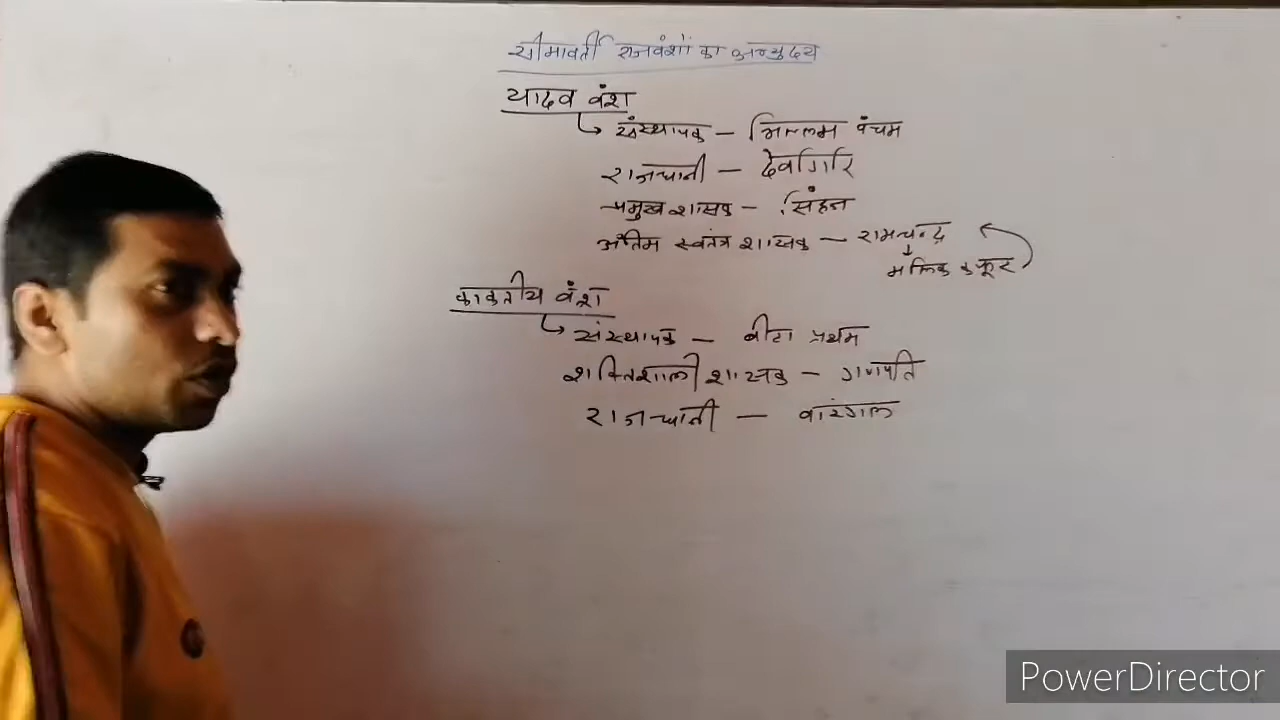 सीमावर्ती राजवंशों का अभ्युदय
यादव वंश
संस्थापक – भिल्लम पंचम
राजधानी – देवगिरि
प्रमुख शासक – सिंहन
अंतिम स्वतंत्र शासक – रामचन्द्र
मलिक कफूर
काकतीय वंश
संस्थापक – बीटा प्रथम
शक्तिशाली शासक – गणपति
राजधानी – वारंगल
PowerDirector